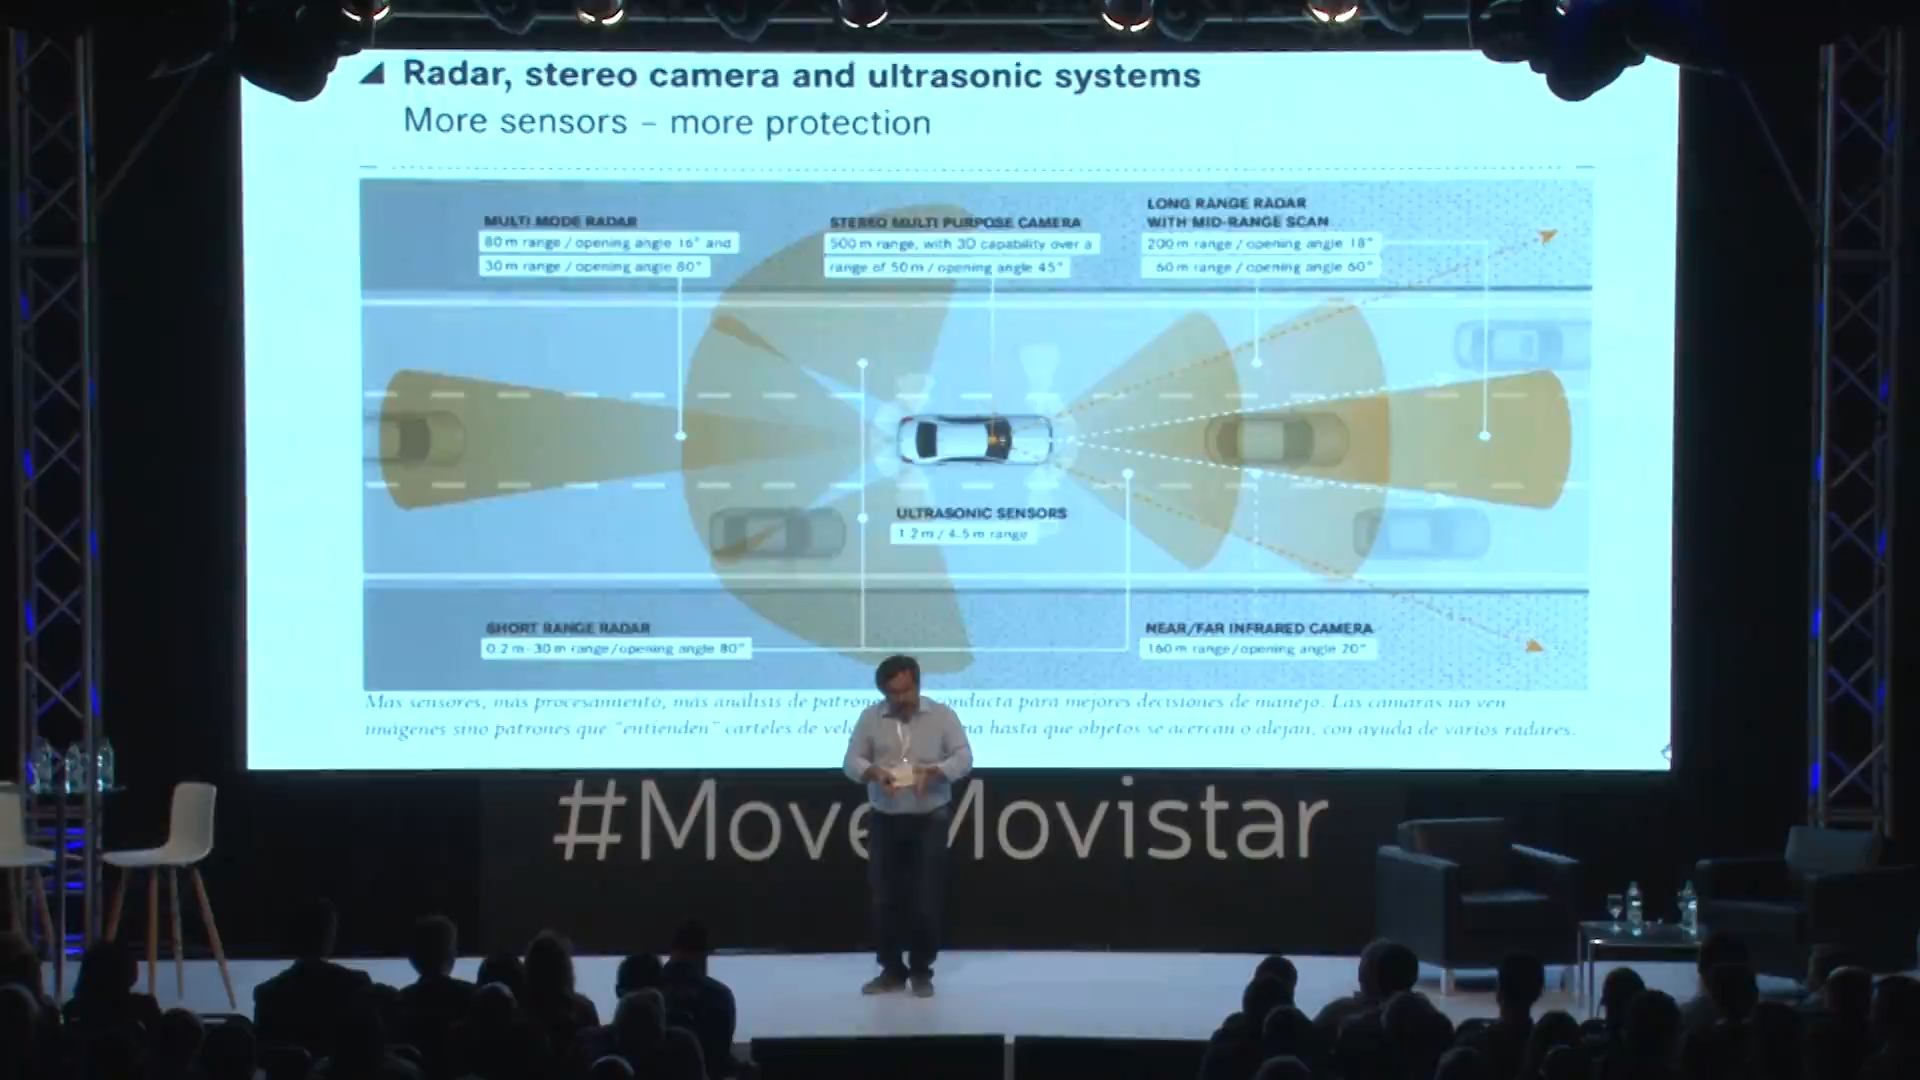 Radar, stereo camera and ultrasonic systems
More sensors – more protection
MULTI MODE RADAR
80 m range / opening angle 16° and
30 m range / opening angle 80°
STEREO MULTI PURPOSE CAMERA
500 m range, with 3D capability over a
range of 50 m / opening angle 45°
LONG RANGE RADAR
WITH MID-RANGE SCAN
200 m range / opening angle 18°
60 m range / opening angle 60°
ULTRASONIC SENSORS
1.2 m / 4.5 m range
SHORT RANGE RADAR
0.2 m - 30 m range / opening angle 80°
NEAR/FAR INFRARED CAMERA
160 m range / opening angle 20°
Mas sensores, más procesamiento, más análisis de patrone onducta para mejores decisiones de manejo. Las cámaras no ven
imágenes sino patrones que "entienden" carteles de velo hasta que objetos se acercan o alejan, con ayuda de varios radares.
#Move Movistar